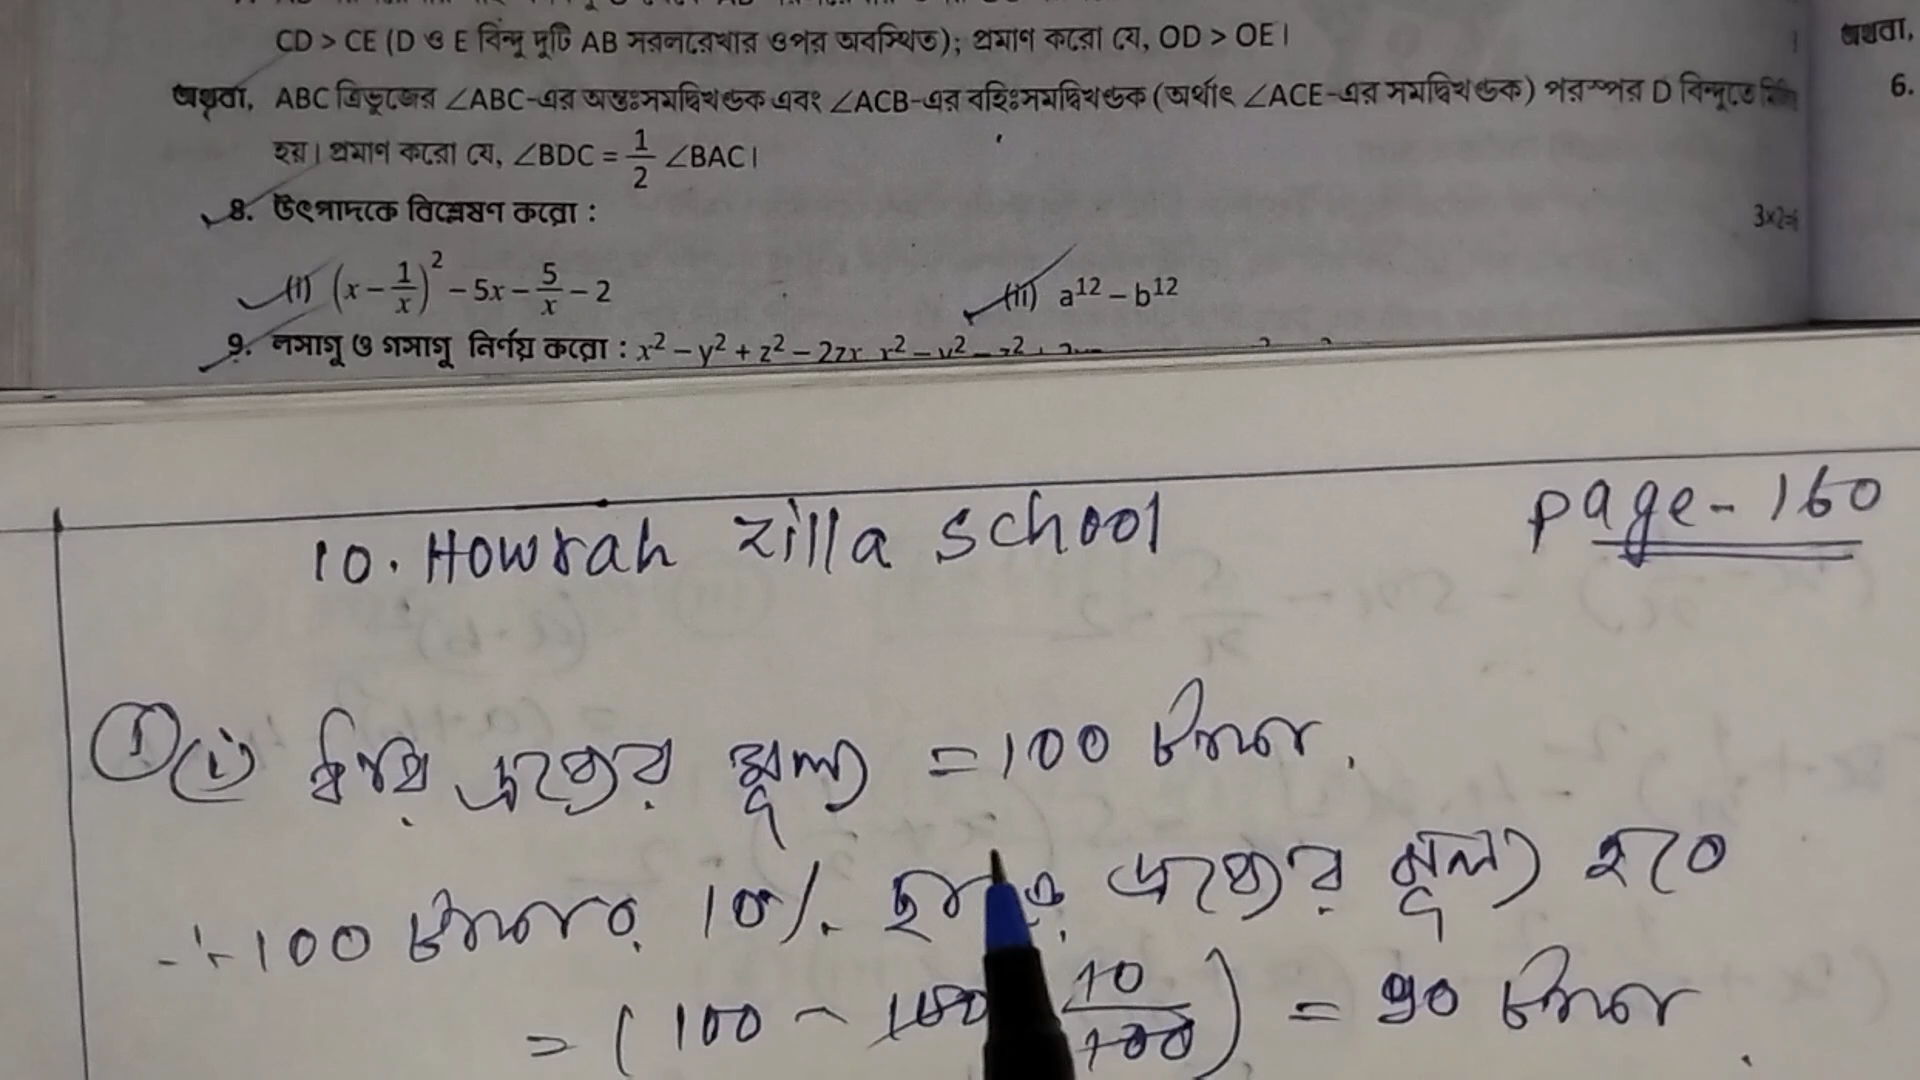 CD > CE (D ও E বিন্দু দুটি AB সরলরেখার ওপর অবস্থিত); প্রমাণ করো যে, OD > OE।
অথবা,
অথবা, ABC ত্রিভুজের ∠ABC-এর অন্তঃসমদ্বিখণ্ডক এবং ∠ACB-এর বহিঃসমদ্বিখণ্ডক (অর্থাৎ ∠ACE-এর সমদ্বিখণ্ডক) পরস্পর D বিন্দুতে
6.
হয়। প্রমাণ করো যে, ∠BDC = 1/2 ∠BAC।
8. উৎপাদকে বিশ্লেষণ করো :
3×2=
(i) (x – 1/x)² – 5x – 5/x – 2 (ii) a¹² – b¹²
9. লসাগু ও গসাগু নির্ণয় করো : x² – y² + z² – 2zx, x² – y² – z² +
10. Howrah Zilla School
Page - 160
① (i) ধরি দ্রব্যের মূল্য = 100 টাকা.
∴ 100 টাকার 10% দ্রব্যের মূল্য হবে
= (100 – 100 10/100) = 90 টাকা.